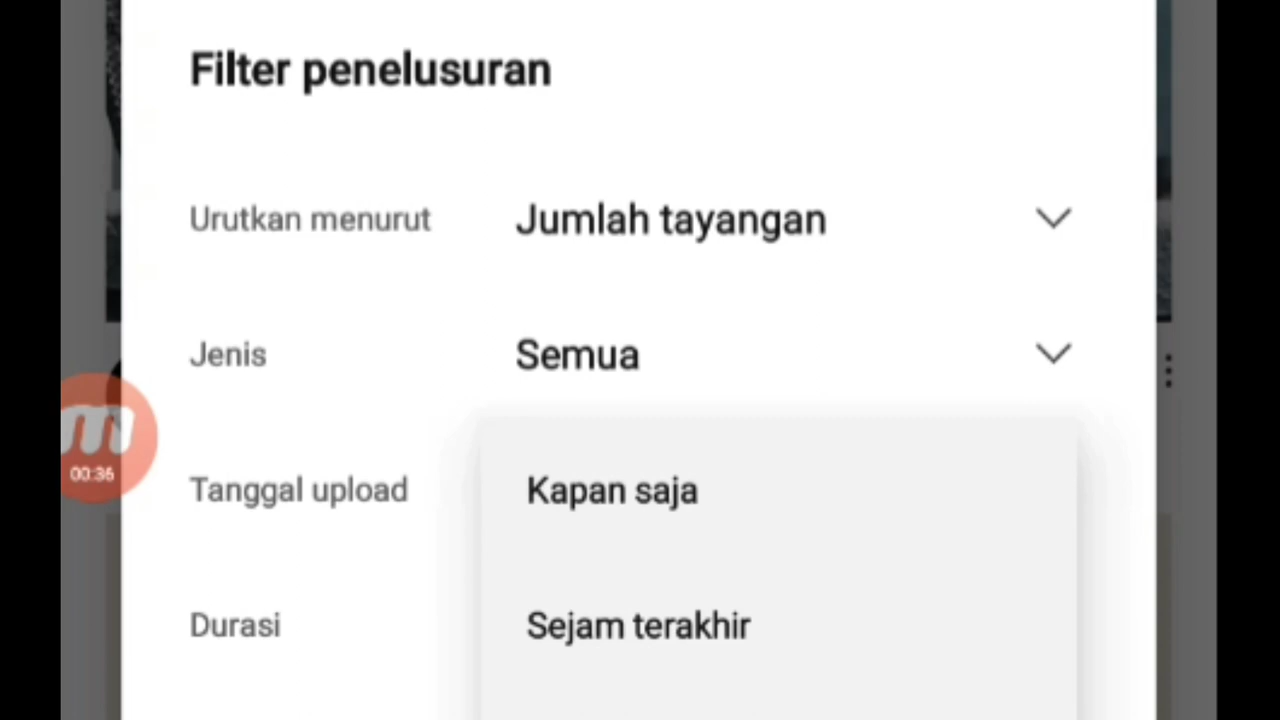 Filter penelusuran
Urutkan menurut Jumlah tayangan
Jenis Semua
00:36
Tanggal upload Kapan saja
Durasi Sejam terakhir